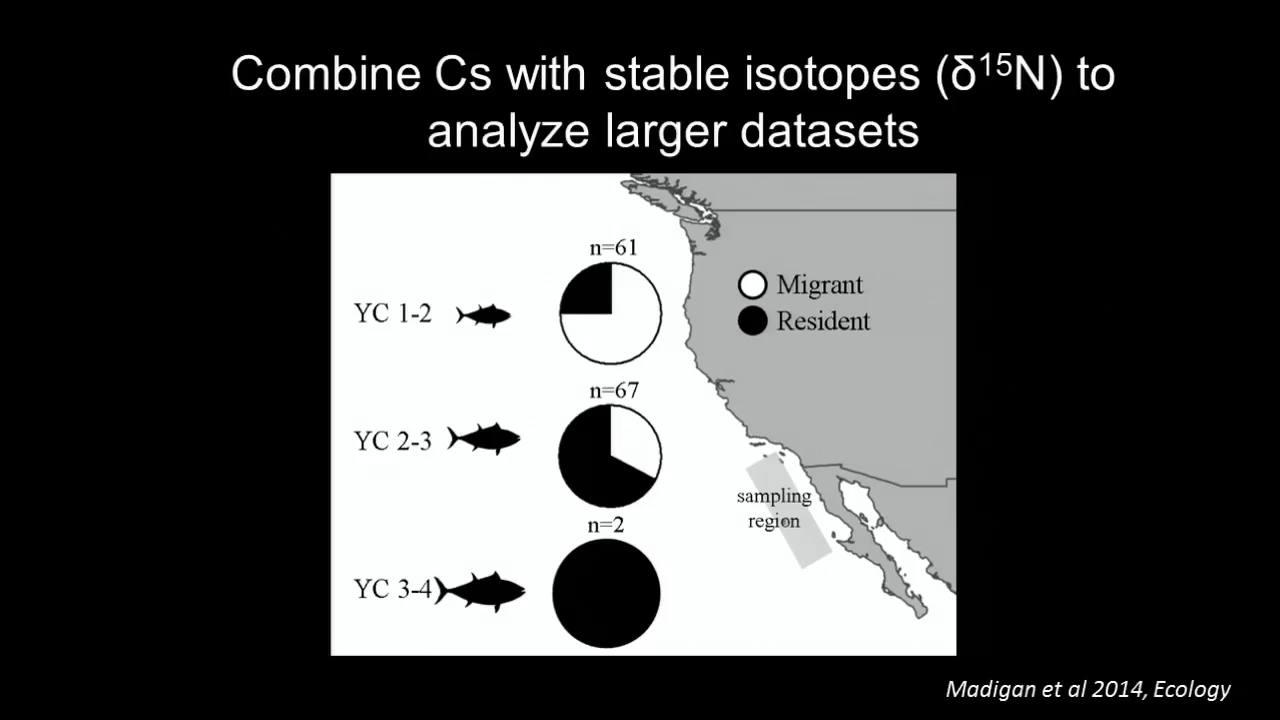 Combine Cs with stable isotopes (δ¹⁵N) to
analyze larger datasets
n=61
YC 1-2
Migrant
Resident
n=67
YC 2-3
sampling
region
n=2
YC 3-4
Madigan et al 2014, Ecology